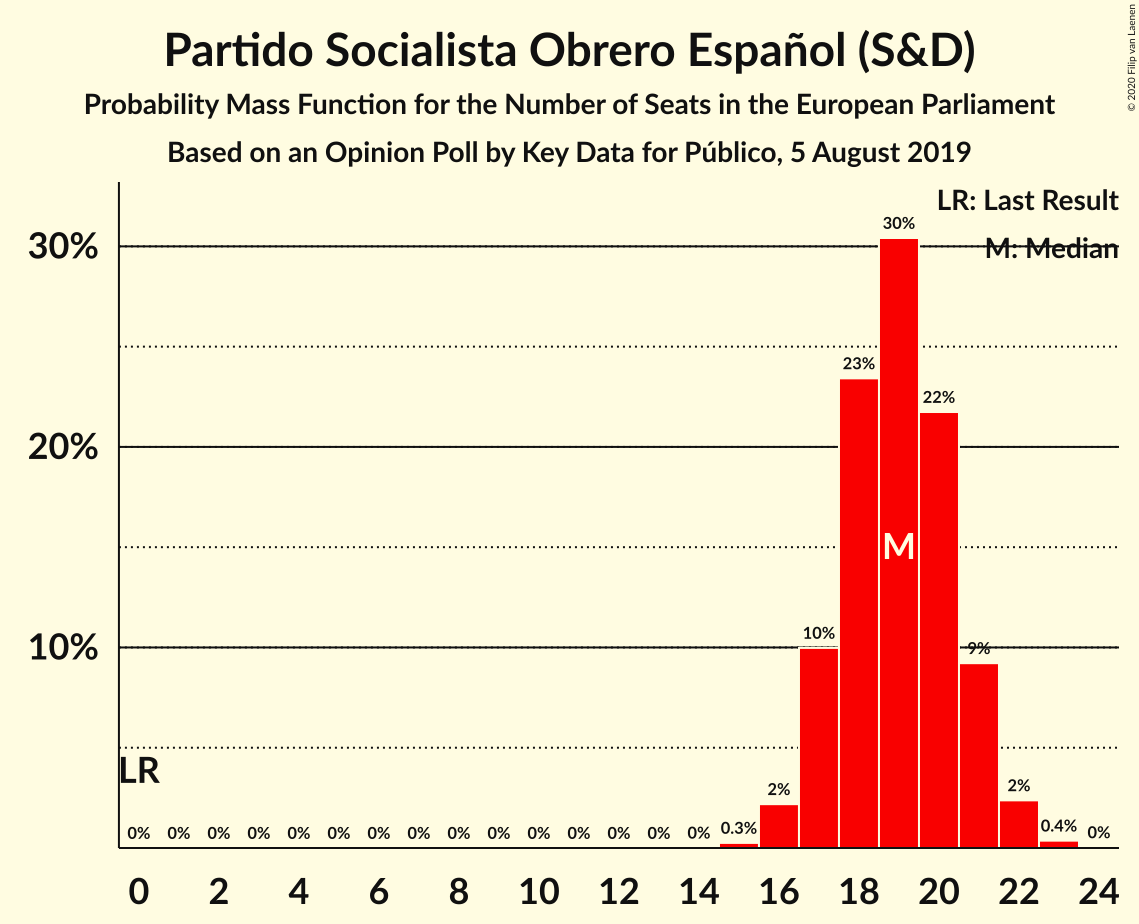 Partido Socialista Obrero Español (S&D)
Probability Mass Function for the Number of Seats in the European Parliament
Based on an Opinion Poll by Key Data for Público, 5 August 2019
© 2020 Filip van Laenen
LR: Last Result
M: Median
30%
20%
10%
30%
23%
22%
M
10%
9%
LR
2%
2%
0% 0% 0% 0% 0% 0% 0% 0% 0% 0% 0% 0% 0% 0% 0% 0.3% 0.4% 0%
0 2 4 6 8 10 12 14 16 18 20 22 24